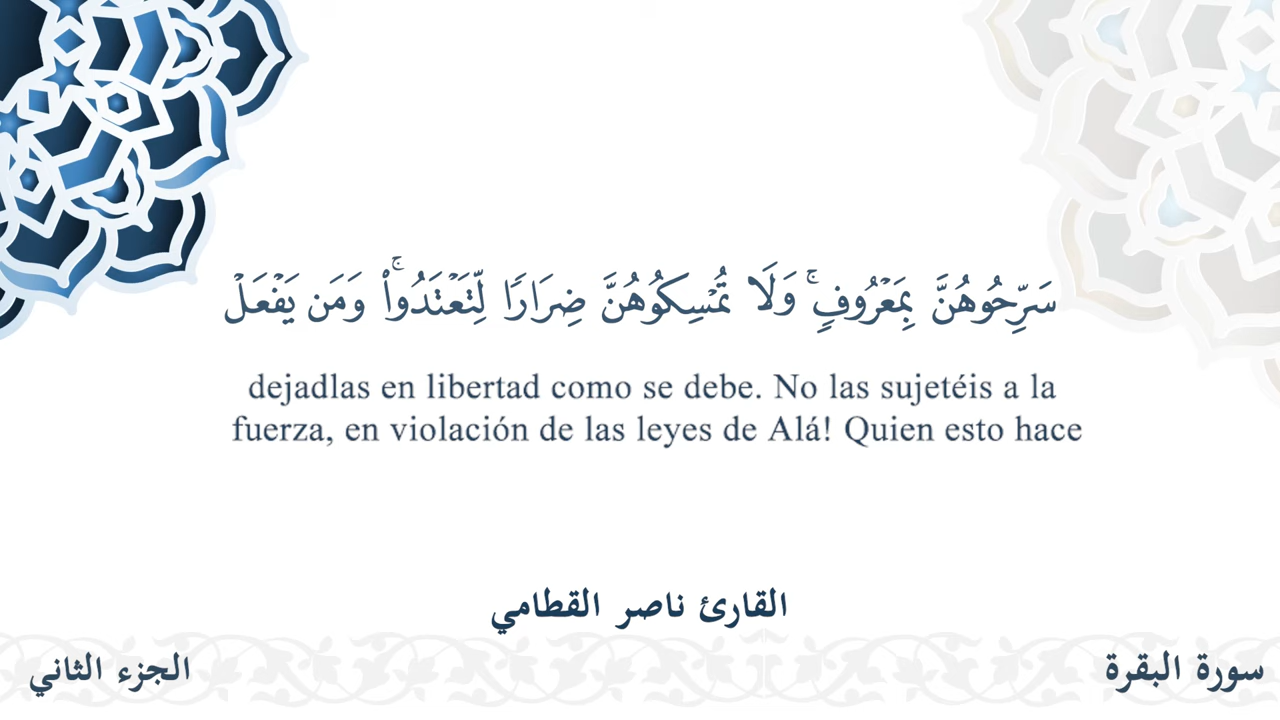 سَرِّحُوهُنَّ بِمَعۡرُوفٖۚ وَلَا تُمۡسِكُوهُنَّ ضِرَارٗا لِّتَعۡتَدُواْۚ وَمَن يَفۡعَلۡ
dejadlas en libertad como se debe. No las sujetéis a la
fuerza, en violación de las leyes de Alá! Quien esto hace
القارئ ناصر القطامي
سورة البقرة
الجزء الثاني